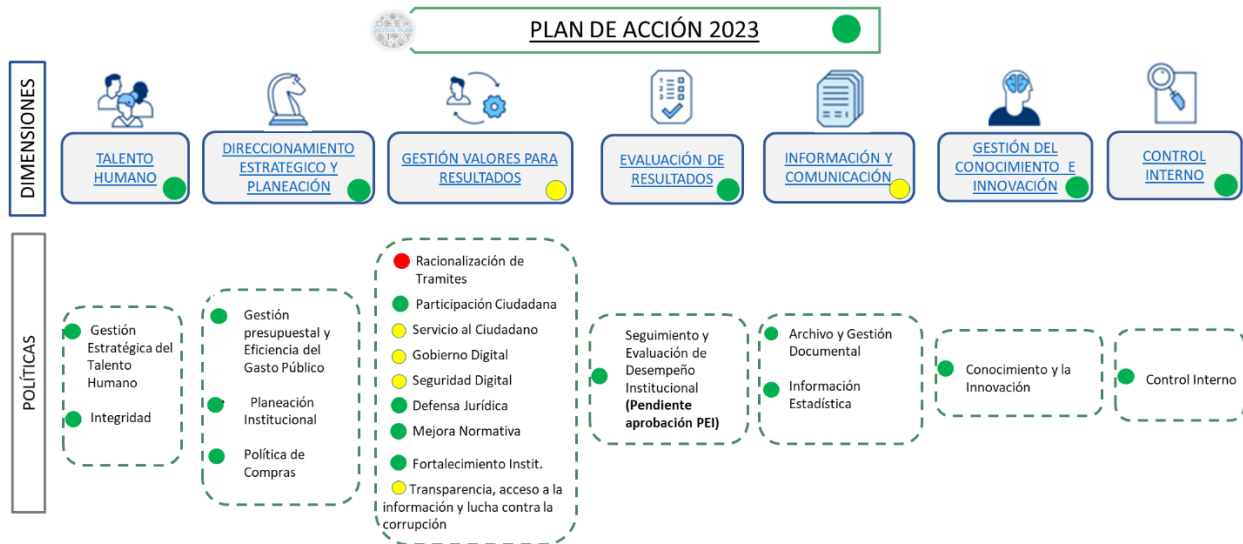 PLAN DE ACCIÓN 2023
DIMENSIONES
TALENTO
HUMANO
DIRECCIONAMIENTO
ESTRATEGICO Y
PLANEACIÓN
GESTIÓN VALORES PARA
RESULTADOS
EVALUACIÓN DE
RESULTADOS
INFORMACIÓN Y
COMUNICACIÓN
GESTIÓN DEL
CONOCIMIENTO E
INNOVACIÓN
CONTROL
INTERNO
POLÍTICAS
Gestión
Estratégica del
Talento
Humano
Integridad
Gestión
presupuestal y
Eficiencia del
Gasto Público
Planeación
Institucional
Política de
Compras
Racionalización de
Tramites
Participación Ciudadana
Servicio al Ciudadano
Gobierno Digital
Seguridad Digital
Defensa Jurídica
Mejora Normativa
Fortalecimiento Instit.
Transparencia, acceso a la
información y lucha contra la
corrupción
Seguimiento y
Evaluación de
Desempeño
Institucional
(Pendiente
aprobación PEI)
Archivo y Gestión
Documental
Información
Estadística
Conocimiento y la
Innovación
Control Interno